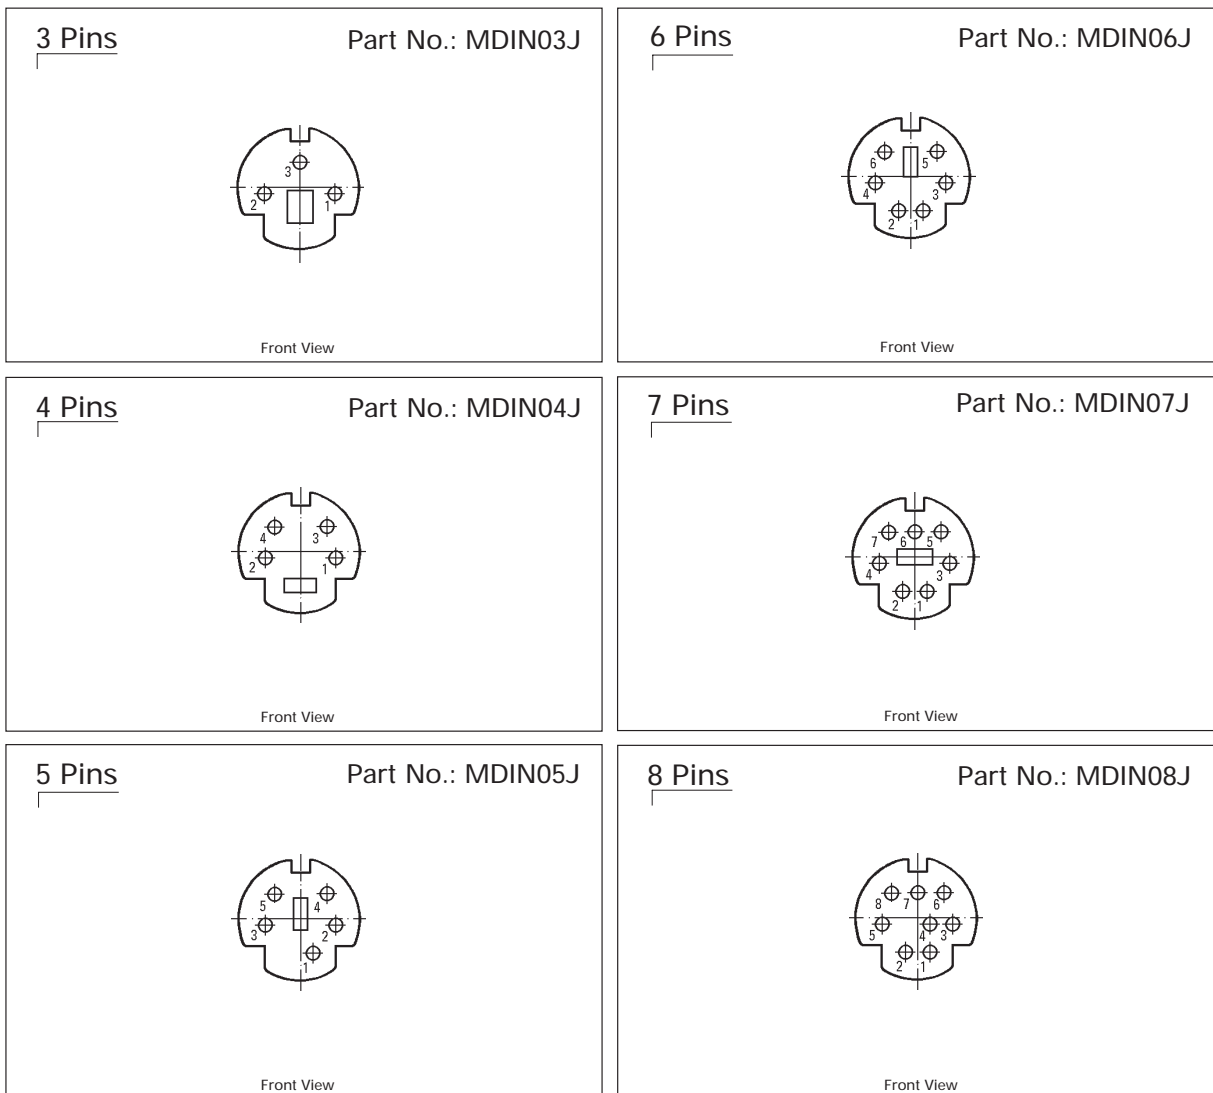 3 Pins
Part No.: MDIN03J
3
2
1
Front View
6 Pins
Part No.: MDIN06J
6
5
4
3
2
1
Front View
4 Pins
Part No.: MDIN04J
4
3
2
1
Front View
7 Pins
Part No.: MDIN07J
7
6
5
4
3
2
1
Front View
5 Pins
Part No.: MDIN05J
5
4
3
2
1
Front View
8 Pins
Part No.: MDIN08J
8
7
6
5
4
3
2
1
Front View